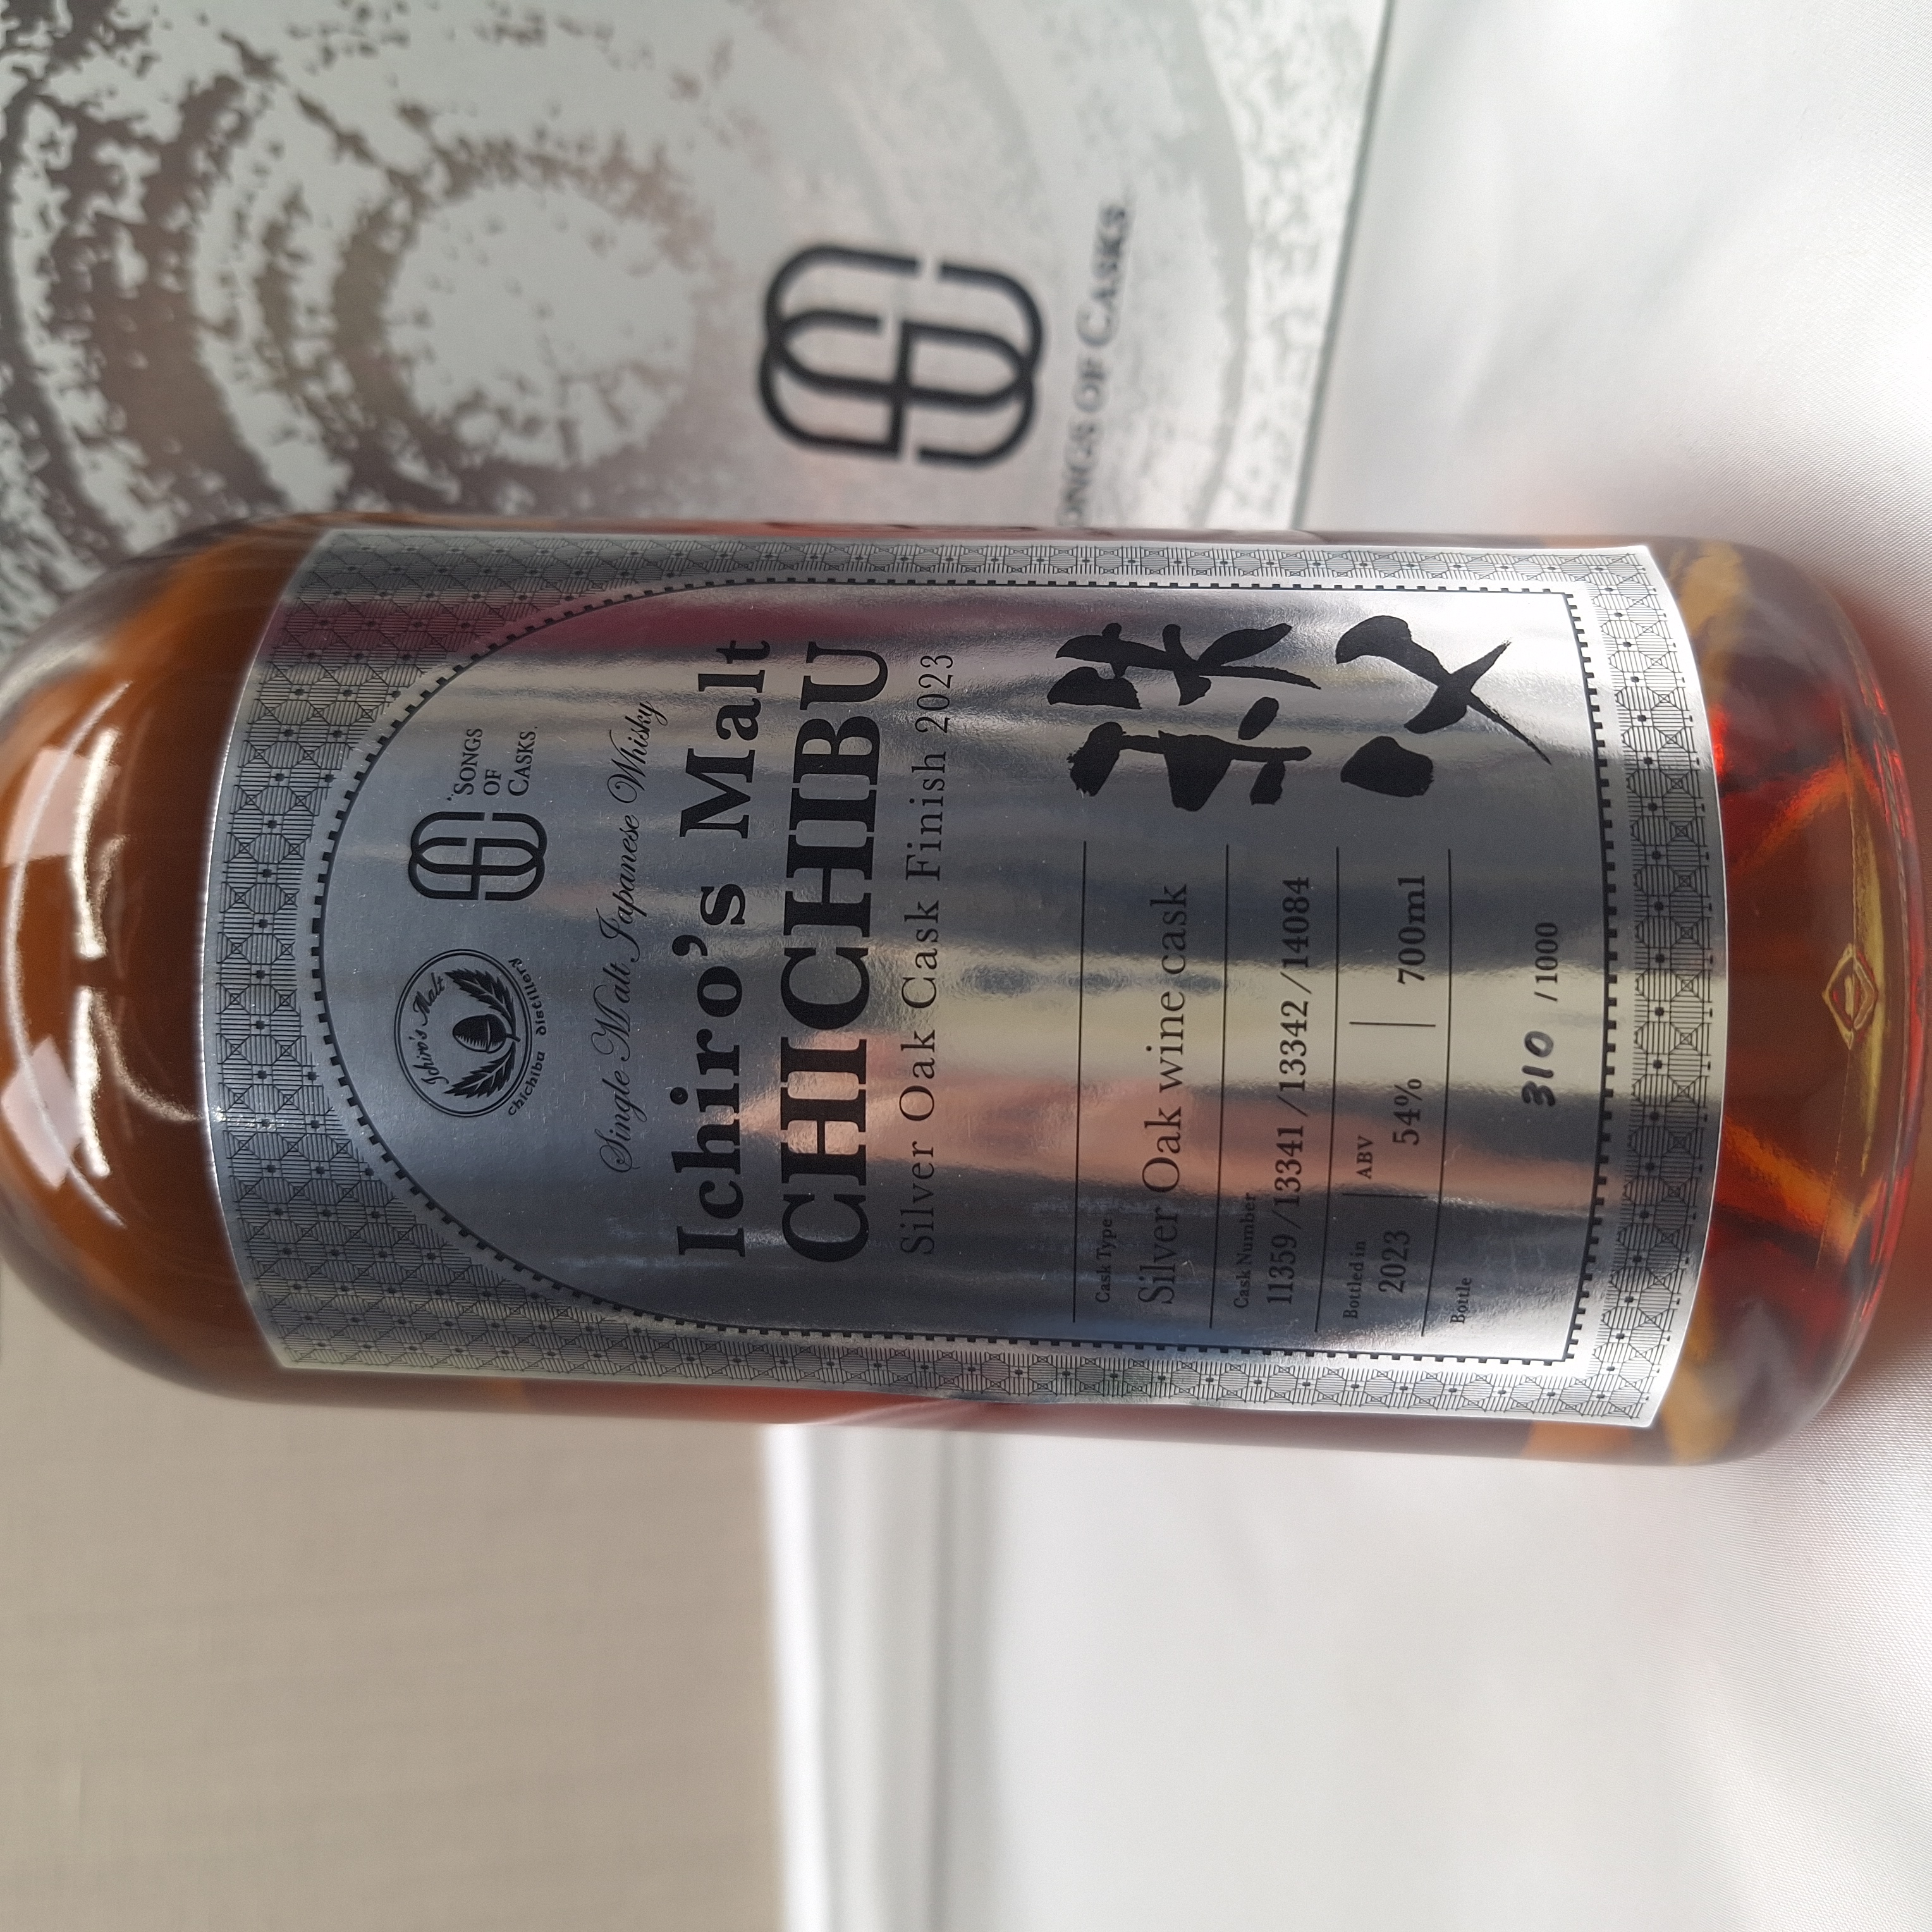 SONGS OF CASKS
Ichiro's Malt
chichibu distillery
SONGS
OF
CASKS.
Single Malt Japanese Whisky
Ichiro's Malt
CHICHIBU
Silver Oak Cask Finish 2023
Cask Type
Silver Oak wine cask
Cask Number
11359/13341/13342/14084
Bottled in
2023
ABV
54%
700ml
Bottle
310 /1000
秩父